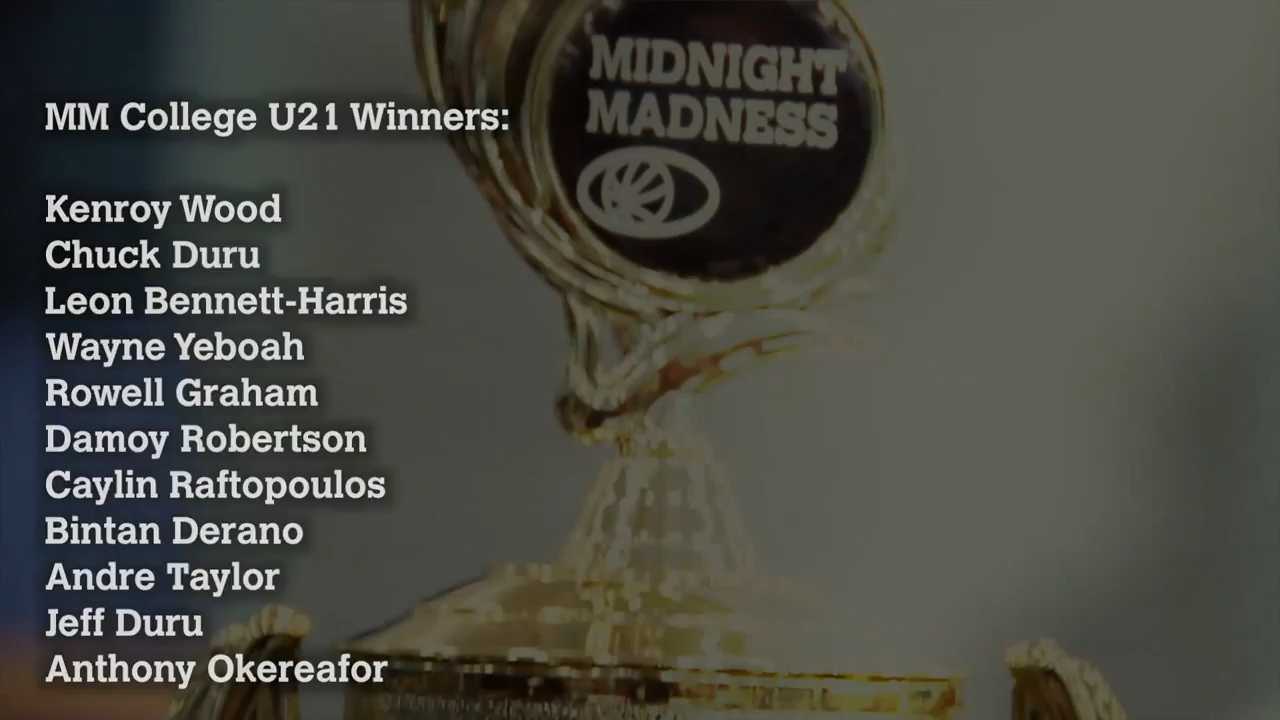 MIDNIGHT
MADNESS
MM College U21 Winners:
Kenroy Wood
Chuck Duru
Leon Bennett-Harris
Wayne Yeboah
Rowell Graham
Damoy Robertson
Caylin Raftopoulos
Bintan Derano
Andre Taylor
Jeff Duru
Anthony Okereafor